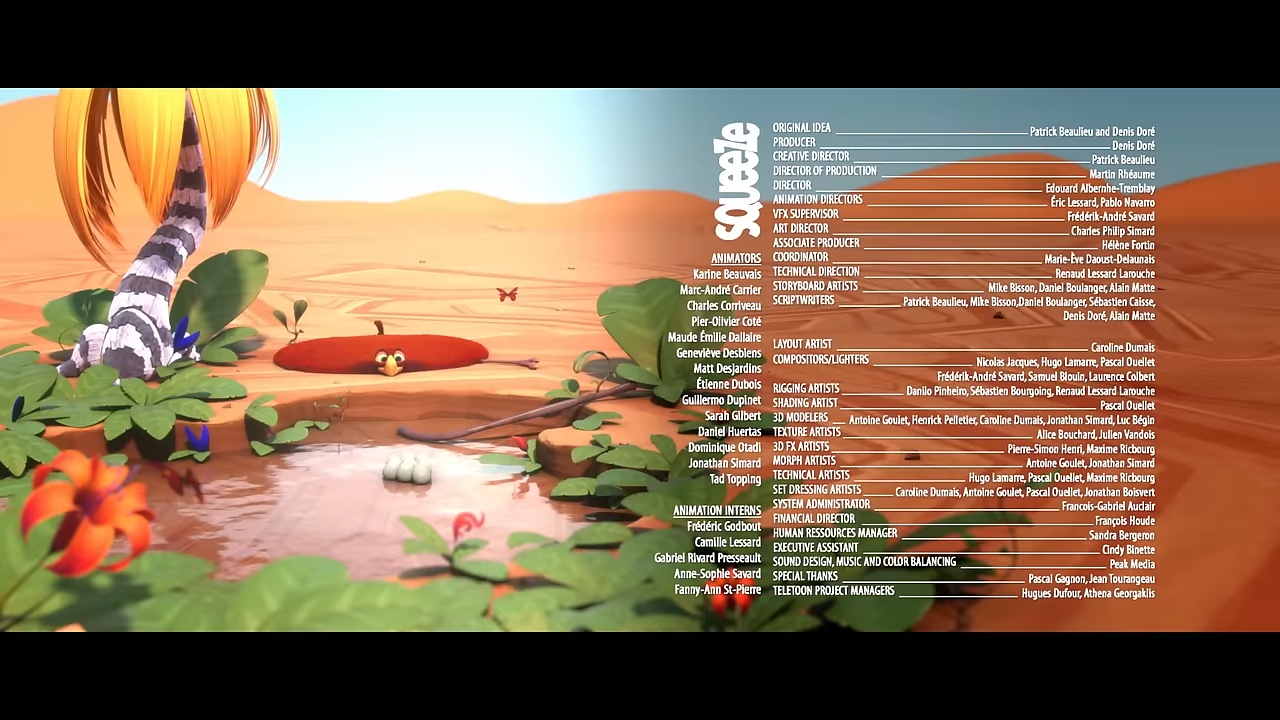 squeeze
ANIMATORS
Karine Beauvais
Marc-André Carrier
Charles Corriveau
Pier-Olivier Coté
Maude Émilie Dallaire
Geneviève Desbiens
Matt Desjardins
Étienne Dubois
Guillermo Dupinet
Sarah Gilbert
Daniel Huertas
Dominique Otadi
Jonathan Simard
Tad Topping
ANIMATION INTERNS
Frédéric Godbout
Camille Lessard
Gabriel Rivard Presseault
Anne-Sophie Savard
Fanny-Ann St-Pierre
ORIGINAL IDEA Patrick Beaulieu and Denis Doré
PRODUCER Denis Doré
CREATIVE DIRECTOR Patrick Beaulieu
DIRECTOR OF PRODUCTION Martin Rhéaume
DIRECTOR Edouard Albernhe-Tremblay
ANIMATION DIRECTORS Éric Lessard, Pablo Navarro
VFX SUPERVISOR Frédérik-André Savard
ART DIRECTOR Charles Philip Simard
ASSOCIATE PRODUCER Hélène Fortin
COORDINATOR Marie-Ève Daoust-Delaunais
TECHNICAL DIRECTION Renaud Lessard Larouche
STORYBOARD ARTISTS Mike Bisson, Daniel Boulanger, Alain Matte
SCRIPTWRITERS Patrick Beaulieu, Mike Bisson,Daniel Boulanger, Sébastien Caisse,
Denis Doré, Alain Matte
LAYOUT ARTIST Caroline Dumais
COMPOSITORS/LIGHTERS Nicolas Jacques, Hugo Lamarre, Pascal Ouellet
Frédérik-André Savard, Samuel Blouin, Laurence Colbert
RIGGING ARTISTS Danilo Pinheiro, Sébastien Bourgoing, Renaud Lessard Larouche
SHADING ARTIST Pascal Ouellet
3D MODELERS Antoine Goulet, Henrick Pelletier, Caroline Dumais, Jonathan Simard, Luc Bégin
TEXTURE ARTISTS Alice Bouchard, Julien Vandois
3D FX ARTISTS Pierre-Simon Henri, Maxime Ricbourg
MORPH ARTISTS Antoine Goulet, Jonathan Simard
TECHNICAL ARTISTS Hugo Lamarre, Pascal Ouellet, Maxime Ricbourg
SET DRESSING ARTISTS Caroline Dumais, Antoine Goulet, Pascal Ouellet, Jonathan Boisvert
SYSTEM ADMINISTRATOR Francois-Gabriel Auclair
FINANCIAL DIRECTOR François Houde
HUMAN RESSOURCES MANAGER Sandra Bergeron
EXECUTIVE ASSISTANT Cindy Binette
SOUND DESIGN, MUSIC AND COLOR BALANCING Peak Media
SPECIAL THANKS Pascal Gagnon, Jean Tourangeau
TELETOON PROJECT MANAGERS Hugues Dufour, Athena Georgaklis